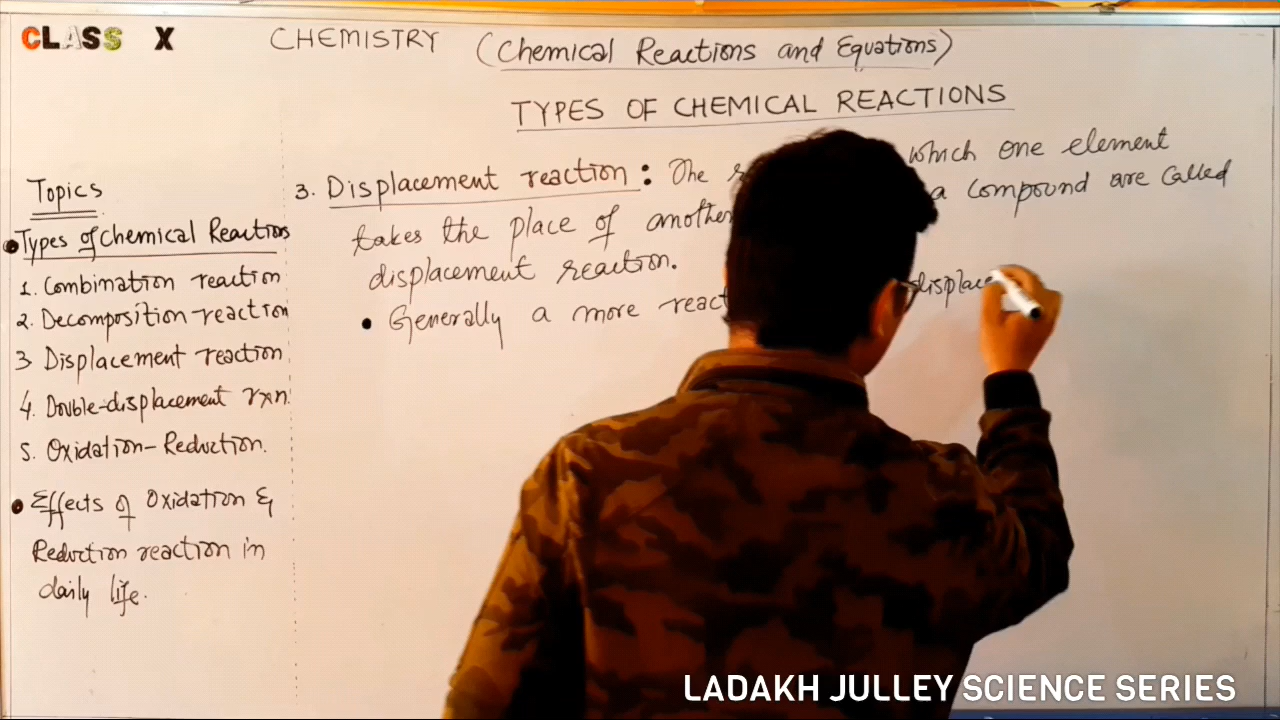 CLASS X
CHEMISTRY (Chemical Reactions and Equations)
TYPES OF CHEMICAL REACTIONS
Topics
Types of Chemical Reactions
1. Combination reaction
2. Decomposition reaction
3 Displacement reaction
4. Double-displacement rxn
5. Oxidation-Reduction.
Effects of Oxidation &
Reduction reaction in
daily life.
3. Displacement reaction: The which one element
takes the place of another a compound are called
displacement reaction.
Generally a more react displace
LADAKH JULLEY SCIENCE SERIES